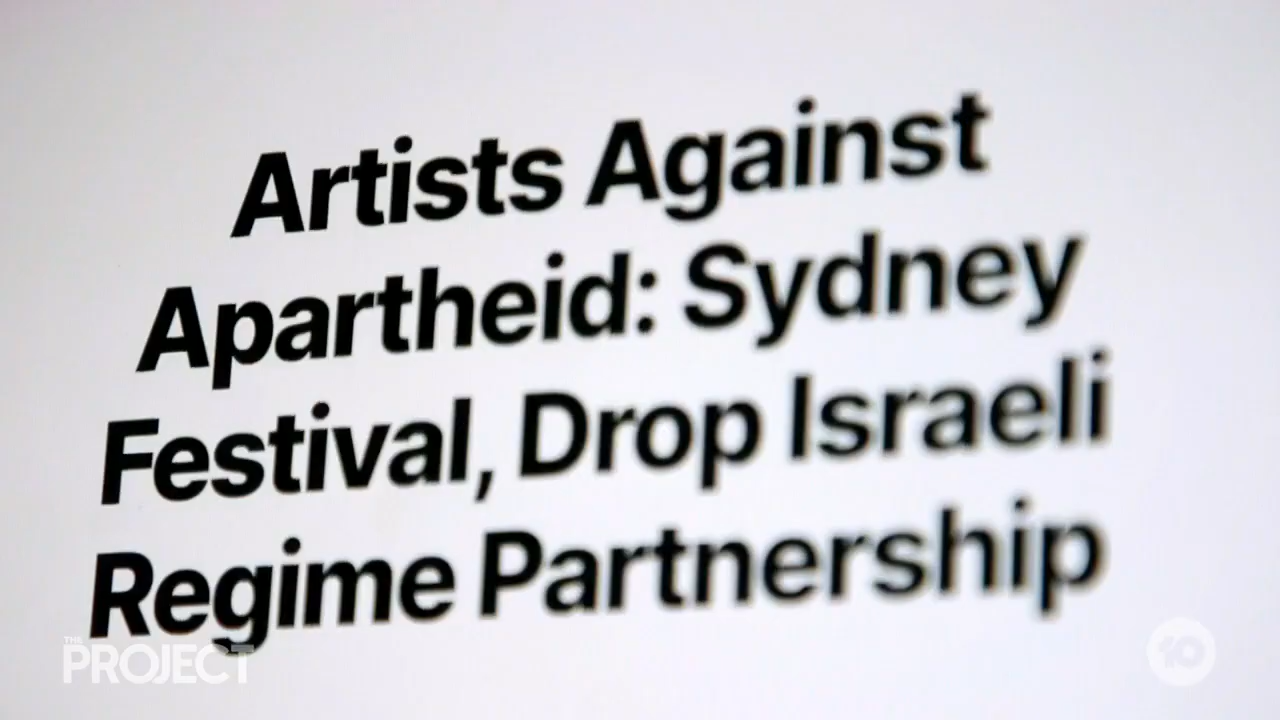 Artists Against
Apartheid: Sydney
Festival, Drop Israeli
Regime Partnership
THE
PROJECT
10